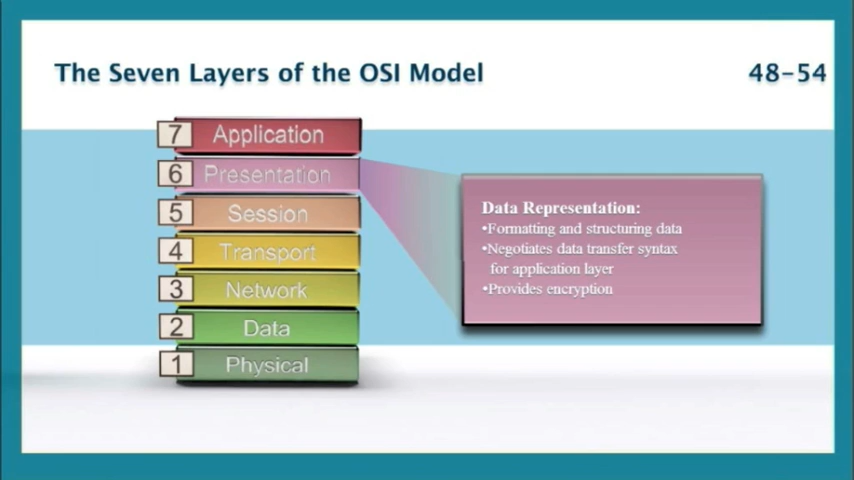 The Seven Layers of the OSI Model 48-54
7 Application
6 Presentation
5 Session
4 Transport
3 Network
2 Data
1 Physical
Data Representation:
•Formatting and structuring data
•Negotiates data transfer syntax
for application layer
•Provides encryption